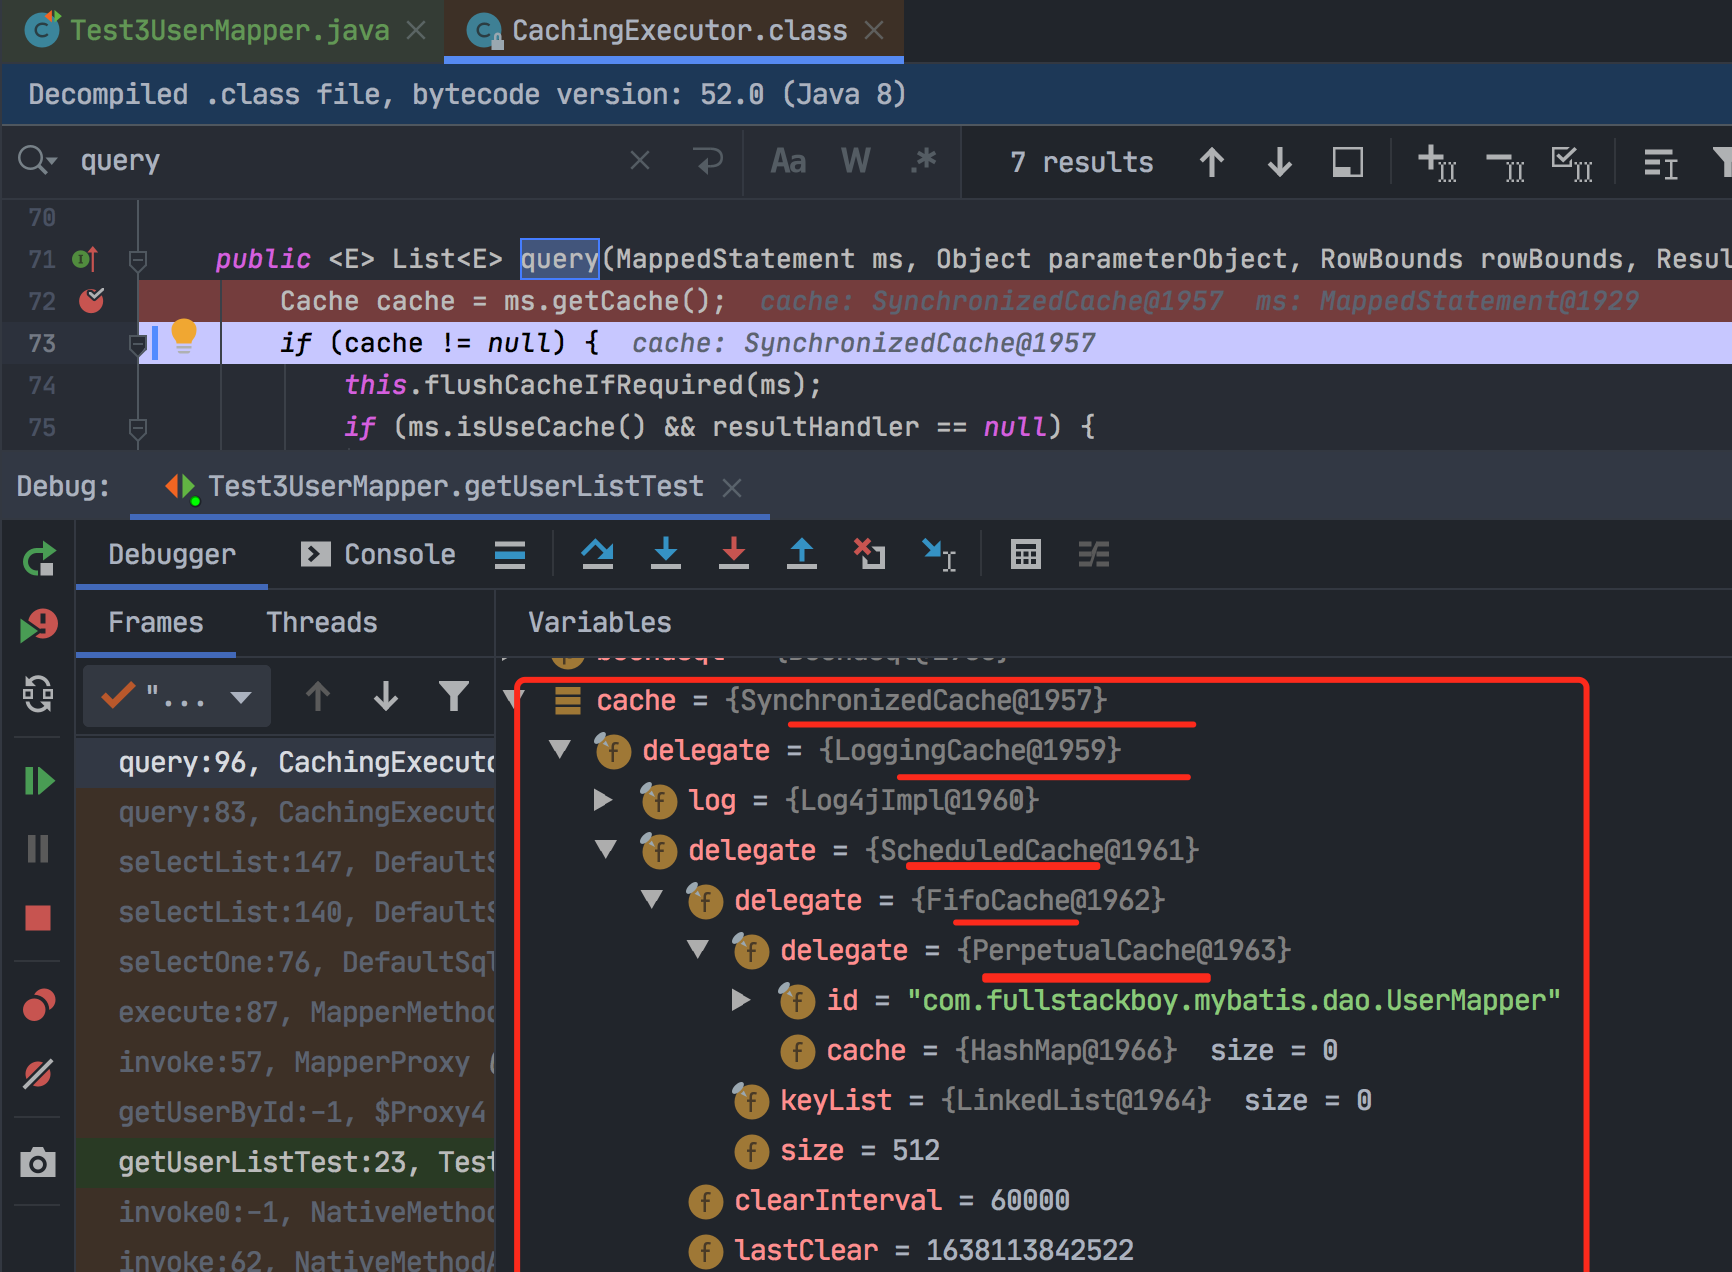 Test3UserMapper.java
CachingExecutor.class
Decompiled .class file, bytecode version: 52.0 (Java 8)
query
Aa W .* 7 results
70
71 public <E> List<E> query(MappedStatement ms, Object parameterObject, RowBounds rowBounds, Resul
72 Cache cache = ms.getCache(); cache: SynchronizedCache@1957 ms: MappedStatement@1929
73 if (cache != null) { cache: SynchronizedCache@1957
74 this.flushCacheIfRequired(ms);
75 if (ms.isUseCache() && resultHandler == null) {
Debug: Test3UserMapper.getUserListTest
Debugger Console
Frames Threads
"...
query:96, CachingExecuto
query:83, CachingExecuto
selectList:147, DefaultS
selectList:140, DefaultS
selectOne:76, DefaultSql
execute:87, MapperMethod
invoke:57, MapperProxy (
getUserById:-1, $Proxy4
getUserListTest:23, Test
invoke0:-1, NativeMethod
invoke:62, NativeMethodA
Variables
cache = {SynchronizedCache@1957}
delegate = {LoggingCache@1959}
log = {Log4jImpl@1960}
delegate = {ScheduledCache@1961}
delegate = {FifoCache@1962}
delegate = {PerpetualCache@1963}
id = "com.fullstackboy.mybatis.dao.UserMapper"
cache = {HashMap@1966} size = 0
keyList = {LinkedList@1964} size = 0
size = 512
clearInterval = 60000
lastClear = 1638113842522